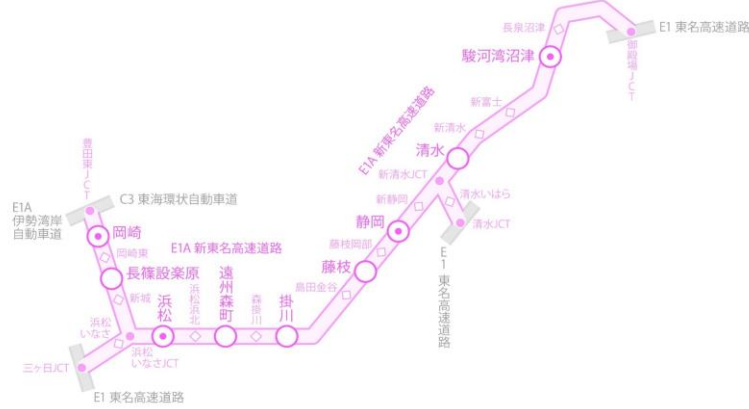 E1 東名高速道路
長泉沼津
御殿場JCT
駿河湾沼津
新富士
E1A 新東名高速道路
新清水
清水
新清水JCT
清水いはら
新静岡
清水JCT
静岡
E1 東名高速道路
藤枝岡部
藤枝
島田金谷
豊田東JCT
C3 東海環状自動車道
E1A
伊勢湾岸
自動車道
岡崎
E1A 新東名高速道路
岡崎東
長篠設楽原
新城
浜松
浜松浜北
遠州森町
森掛川
掛川
浜松
いなさ
浜松
いなさJCT
三ヶ日JCT
E1 東名高速道路